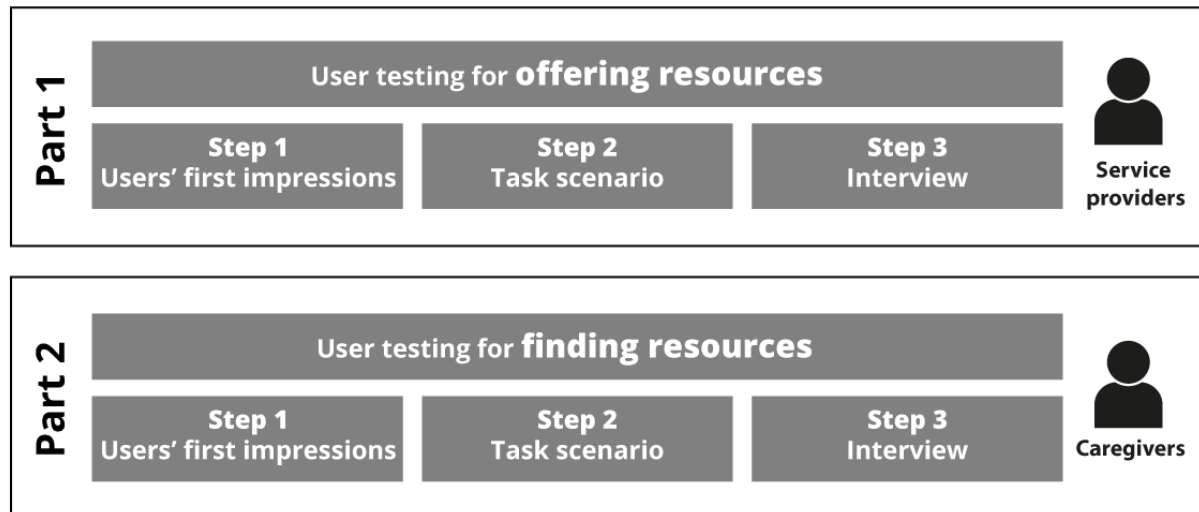 Part 1
User testing for offering resources
Step 1
Users' first impressions
Step 2
Task scenario
Step 3
Interview
Service
providers
Part 2
User testing for finding resources
Step 1
Users' first impressions
Step 2
Task scenario
Step 3
Interview
Caregivers